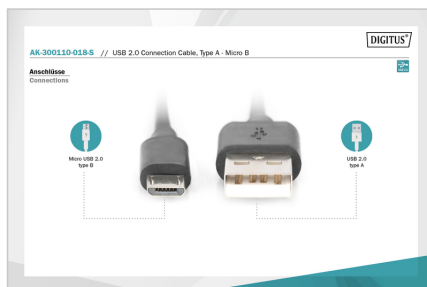 DIGITUS®
AK-300110-018-S // USB 2.0 Connection Cable, Type A - Micro B
Anschlüsse
Connections
Micro USB 2.0
type B
USB 2.0
type A